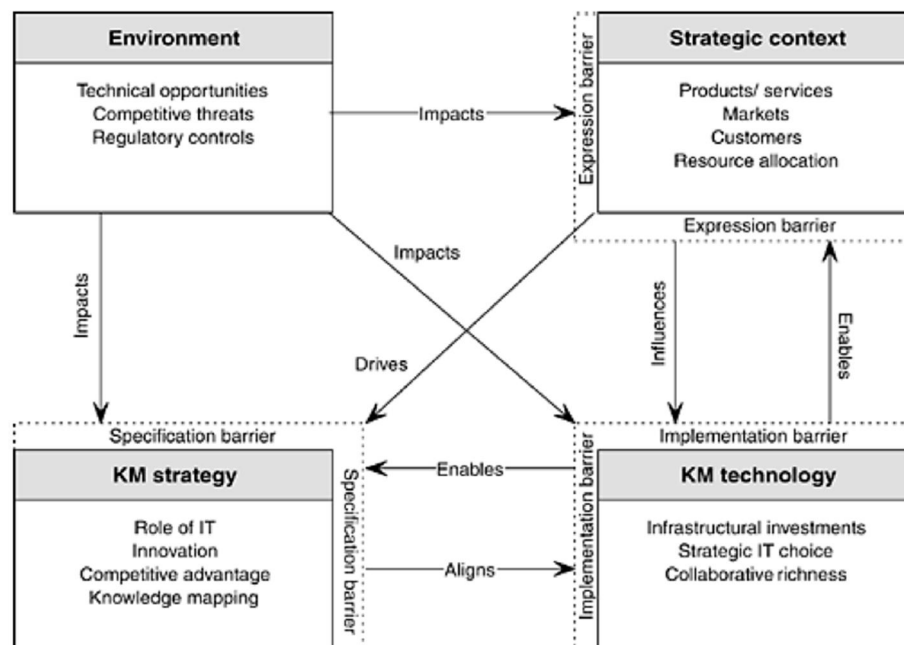 Environment
Technical opportunities
Competitive threats
Regulatory controls
Impacts
Expression barrier
Strategic context
Products/ services
Markets
Customers
Resource allocation
Expression barrier
Impacts
Impacts
Drives
Influences
Enables
Specification barrier
KM strategy
Role of IT
Innovation
Competitive advantage
Knowledge mapping
Specification barrier
Enables
Aligns
Implementation barrier
Implementation barrier
KM technology
Infrastructural investments
Strategic IT choice
Collaborative richness